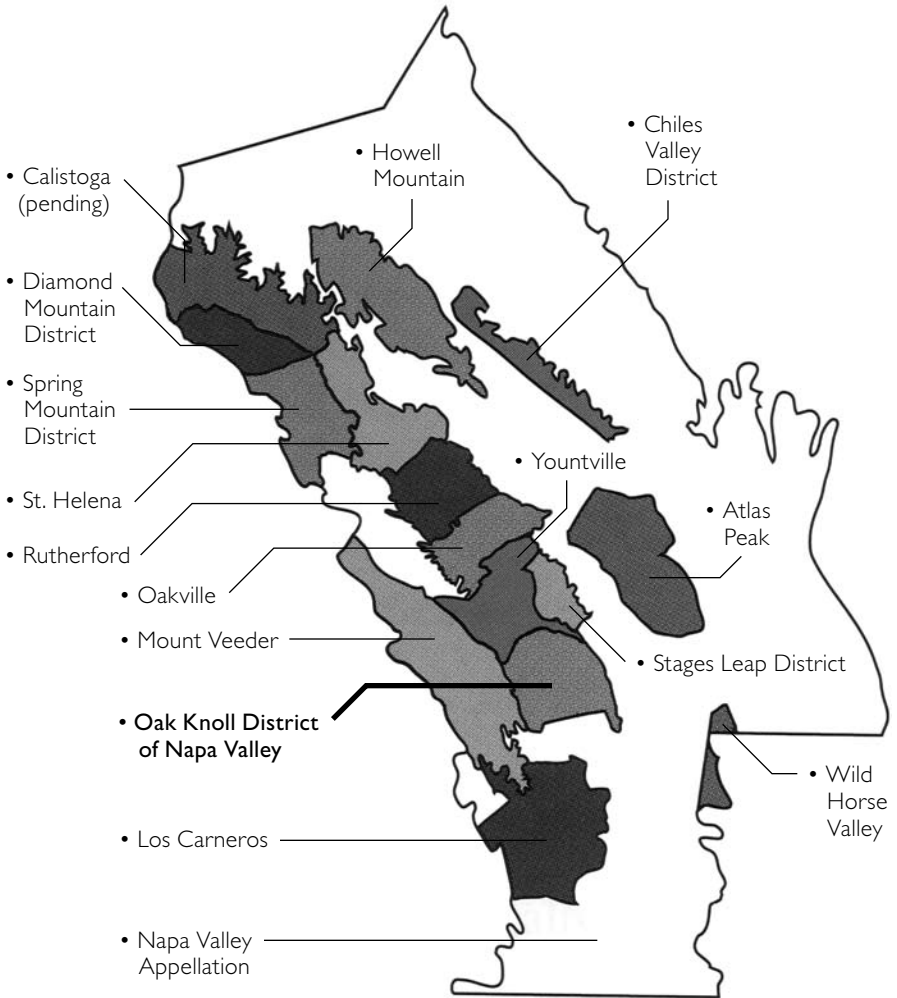 • Chiles
Valley
District
• Howell
Mountain
• Calistoga
(pending)
• Diamond
Mountain
District
• Spring
Mountain
District
• Yountville
• St. Helena
• Atlas
Peak
• Rutherford
• Oakville
• Mount Veeder
• Stages Leap District
• Oak Knoll District
of Napa Valley
• Wild
Horse
Valley
• Los Carneros
• Napa Valley
Appellation